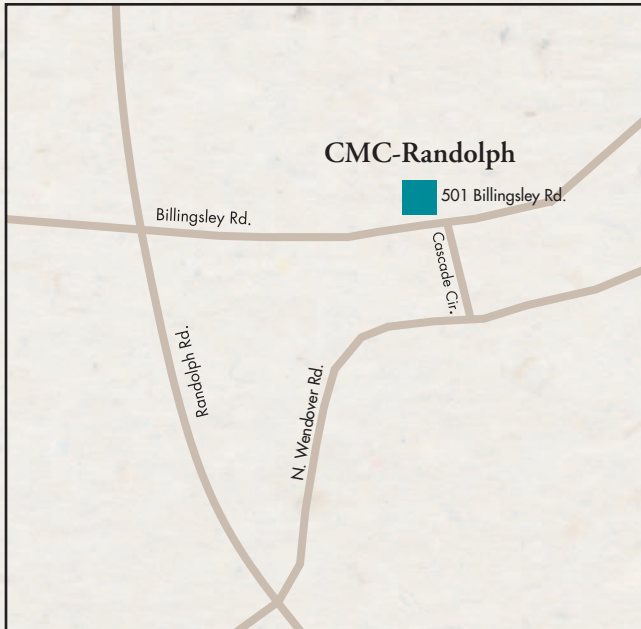 CMC-Randolph
501 Billingsley Rd.
Billingsley Rd.
Cascade Cir.
Randolph Rd.
N. Wendover Rd.